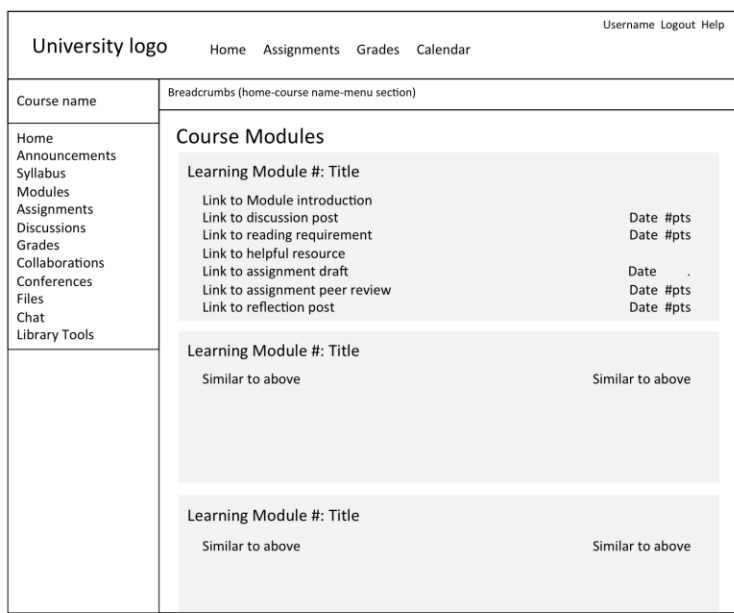 Username Logout Help
University logo
Home Assignments Grades Calendar
Course name
Breadcrumbs (home-course name-menu section)
Home
Announcements
Syllabus
Modules
Assignments
Discussions
Grades
Collaborations
Conferences
Files
Chat
Library Tools
Course Modules
Learning Module #: Title
Link to Module introduction
Link to discussion post Date #pts
Link to reading requirement Date #pts
Link to helpful resource
Link to assignment draft Date .
Link to assignment peer review Date #pts
Link to reflection post Date #pts
Learning Module #: Title
Similar to above Similar to above
Learning Module #: Title
Similar to above Similar to above